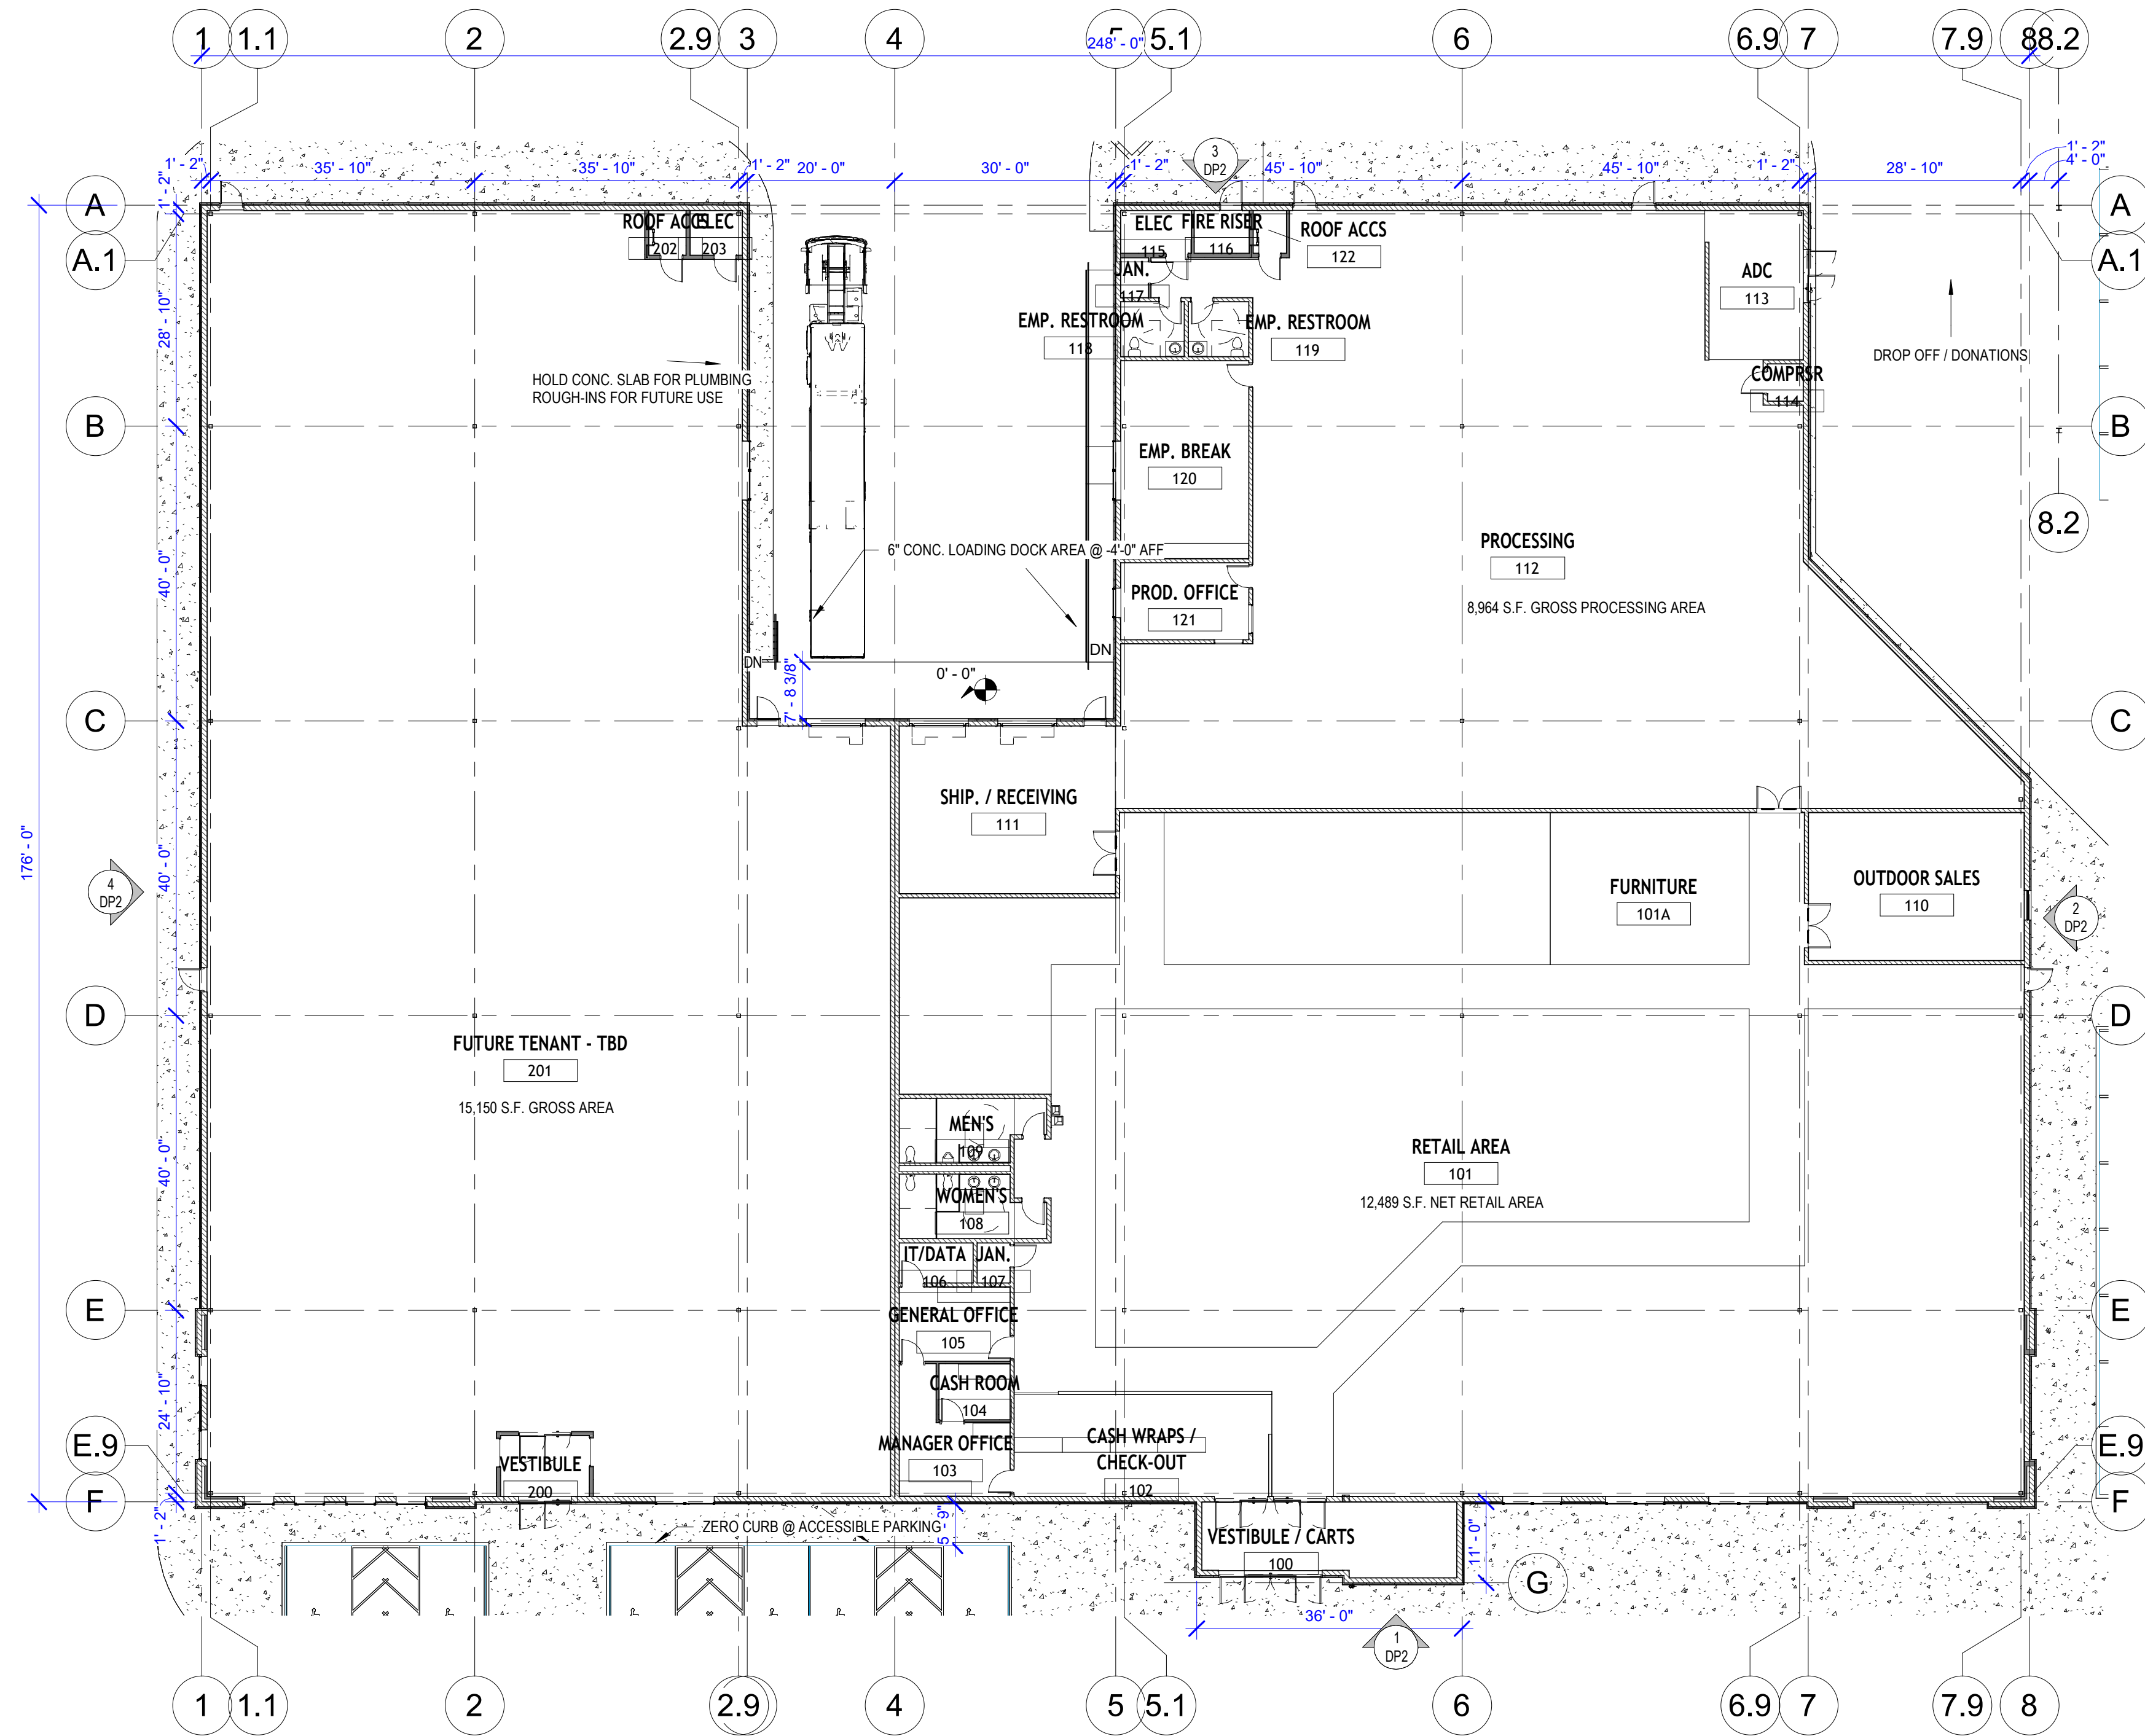 1 1.1 2 2.9 3 4 5 5.1 6 6.9 7 7.9 8 8.2
248' - 0"
1' - 2" 35' - 10" 35' - 10" 1' - 2" 20' - 0" 30' - 0" 1' - 2" 45' - 10" 45' - 10" 1' - 2" 28' - 10" 1' - 2"
4' - 0"
3
DP2
A
A
1' - 2"
A.1
A.1
ROOF ACCS
202
ELEC
203
ELEC
115
FIRE RISER
116
ROOF ACCS
122
JAN.
117
ADC
113
28' - 10"
EMP. RESTROOM
118
EMP. RESTROOM
119
DROP OFF / DONATIONS
HOLD CONC. SLAB FOR PLUMBING
ROUGH-INS FOR FUTURE USE
COMPRSR
114
B
B
EMP. BREAK
120
8.2
PROCESSING
112
8,964 S.F. GROSS PROCESSING AREA
6" CONC. LOADING DOCK AREA @ -4'-0" AFF
40' - 0"
PROD. OFFICE
121
DN
DN
0' - 0"
7' - 8 3/8"
C
C
SHIP. / RECEIVING
111
176' - 0"
40' - 0"
4
DP2
FURNITURE
101A
OUTDOOR SALES
110
2
DP2
D
D
FUTURE TENANT - TBD
201
15,150 S.F. GROSS AREA
MEN'S
109
RETAIL AREA
101
12,489 S.F. NET RETAIL AREA
40' - 0"
WOMEN'S
108
IT/DATA
106
JAN.
107
E
E
GENERAL OFFICE
105
CASH ROOM
104
24' - 10"
E.9
E.9
MANAGER OFFICE
103
CASH WRAPS /
CHECK-OUT
102
VESTIBULE
200
F
F
1' - 2"
ZERO CURB @ ACCESSIBLE PARKING
5' - 9"
VESTIBULE / CARTS
100
11' - 0"
G
36' - 0"
1
DP2
1 1.1 2 2.9 4 5 5.1 6 6.9 7 7.9 8